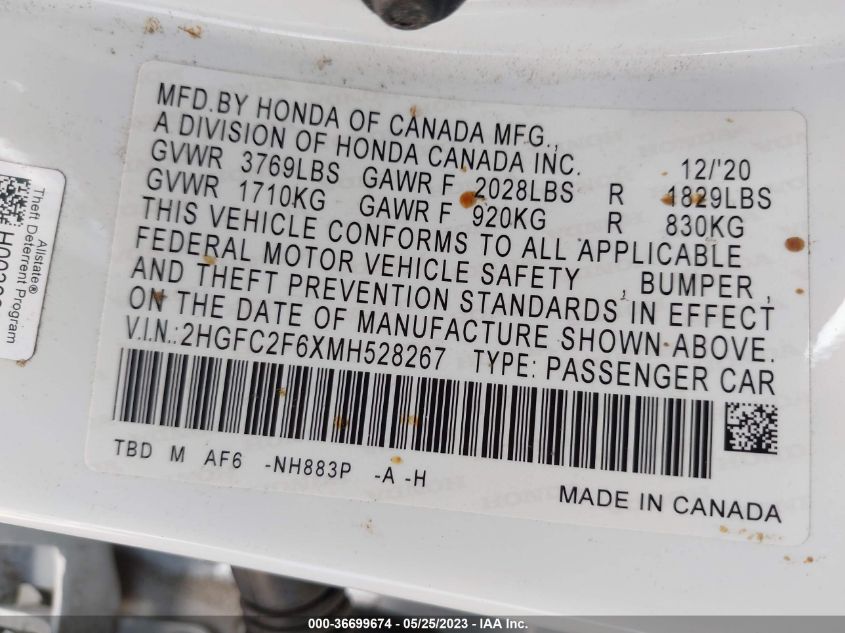 MFD.BY HONDA OF CANADA MFG.,
A DIVISION OF HONDA CANADA INC. 12/'20
GVWR 3769LBS GAWR F 2028LBS R 1829LBS
GVWR 1710KG GAWR F 920KG R 830KG
THIS VEHICLE CONFORMS TO ALL APPLICABLE
FEDERAL MOTOR VEHICLE SAFETY , BUMPER ,
AND THEFT PREVENTION STANDARDS IN EFFECT
ON THE DATE OF MANUFACTURE SHOWN ABOVE.
V.I.N.: 2HGFC2F6XMH528267 TYPE: PASSENGER CAR
TBD M AF6 -NH883P -A -H
MADE IN CANADA
Allstate®
Theft
Deterrent Program
000-36699674 - 05/25/2023 - IAA Inc.